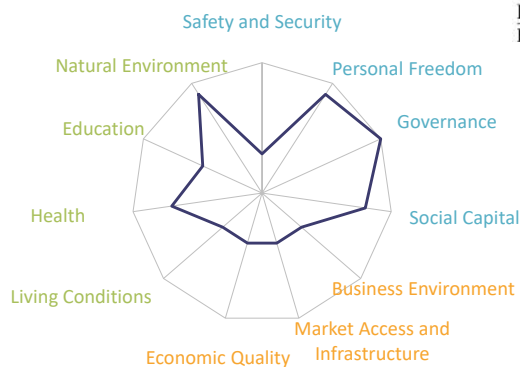 Safety and Security
Natural Environment
Personal Freedom
Education
Governance
Health
Social Capital
Living Conditions
Business Environment
Market Access and
Infrastructure
Economic Quality